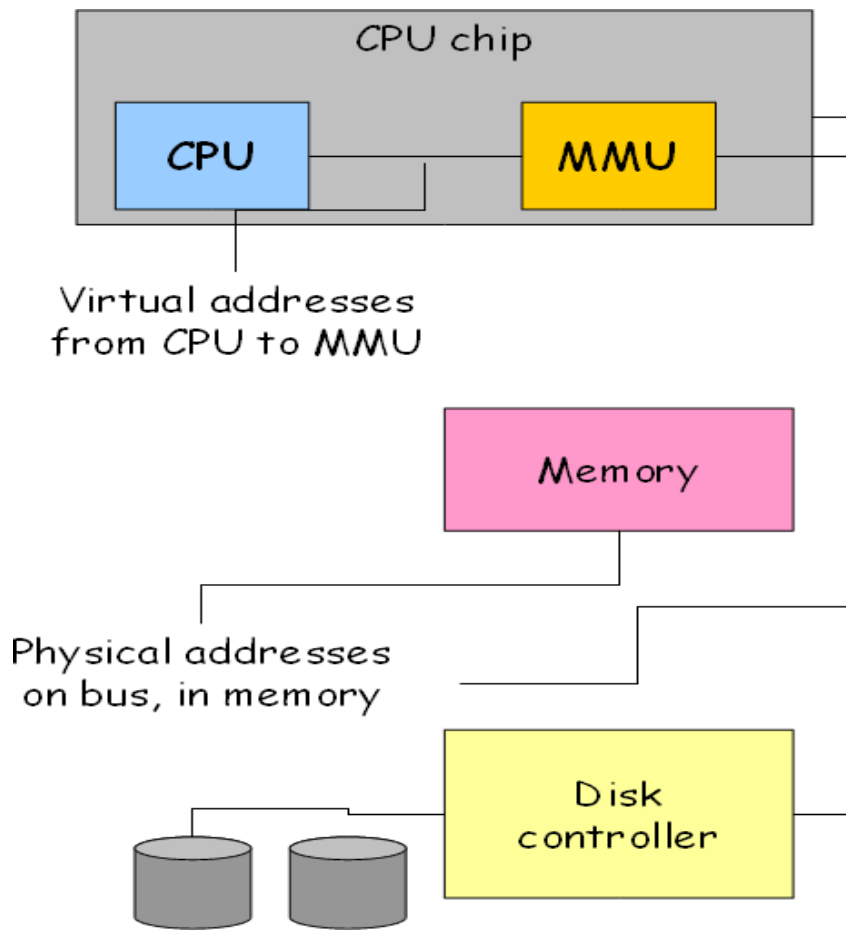 CPU chip
CPU
MMU
Virtual addresses
from CPU to MMU
Memory
Physical addresses
on bus, in memory
Disk
controller